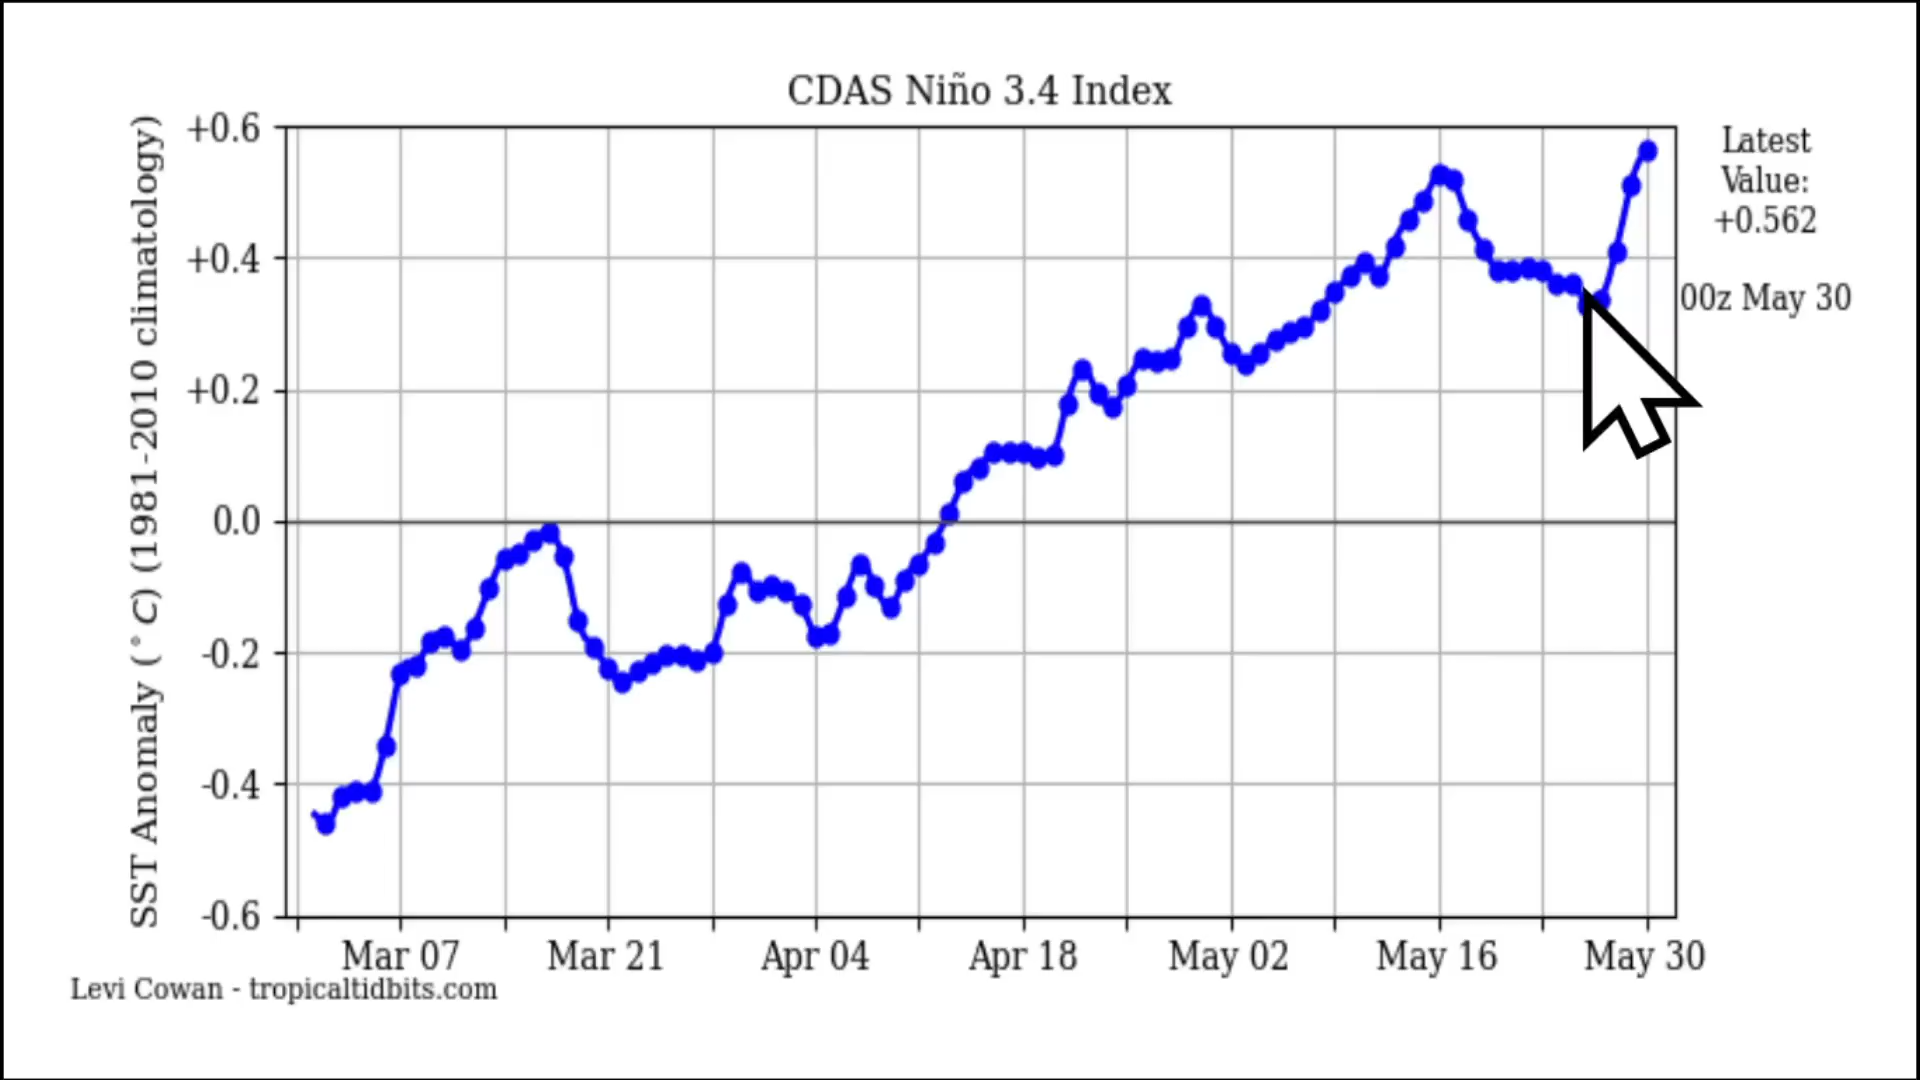 CDAS Niño 3.4 Index
SST Anomaly (°C) (1981-2010 climatology)
+0.6
+0.4
+0.2
0.0
-0.2
-0.4
-0.6
Mar 07
Mar 21
Apr 04
Apr 18
May 02
May 16
May 30
Latest
Value:
+0.562
00z May 30
Levi Cowan - tropicaltidbits.com